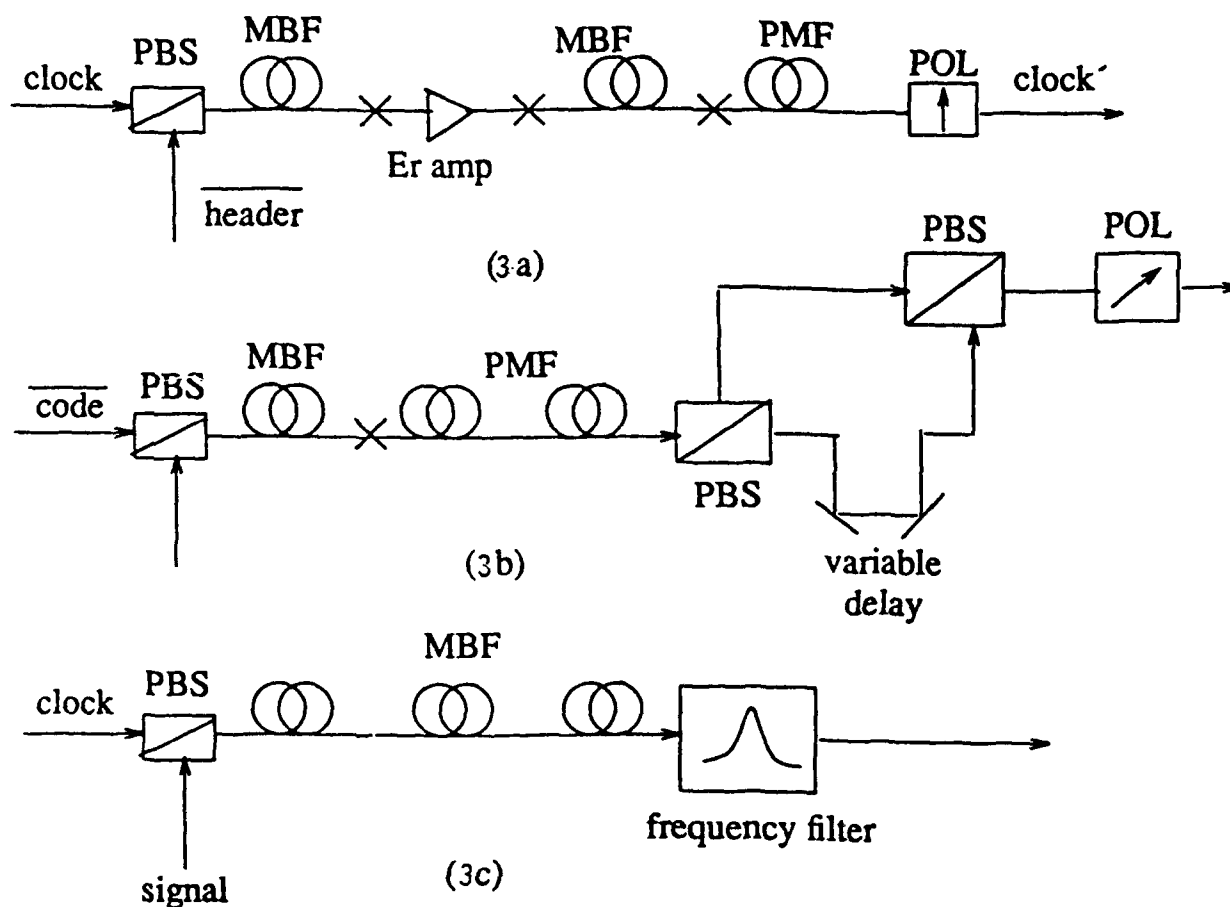 PBS
MBF
MBF
PMF
POL
clock
clock′
Er amp
header
(3a)
PBS
POL
MBF
PMF
code
PBS
PBS
(3b)
variable
delay
MBF
PBS
clock
frequency filter
signal
(3c)